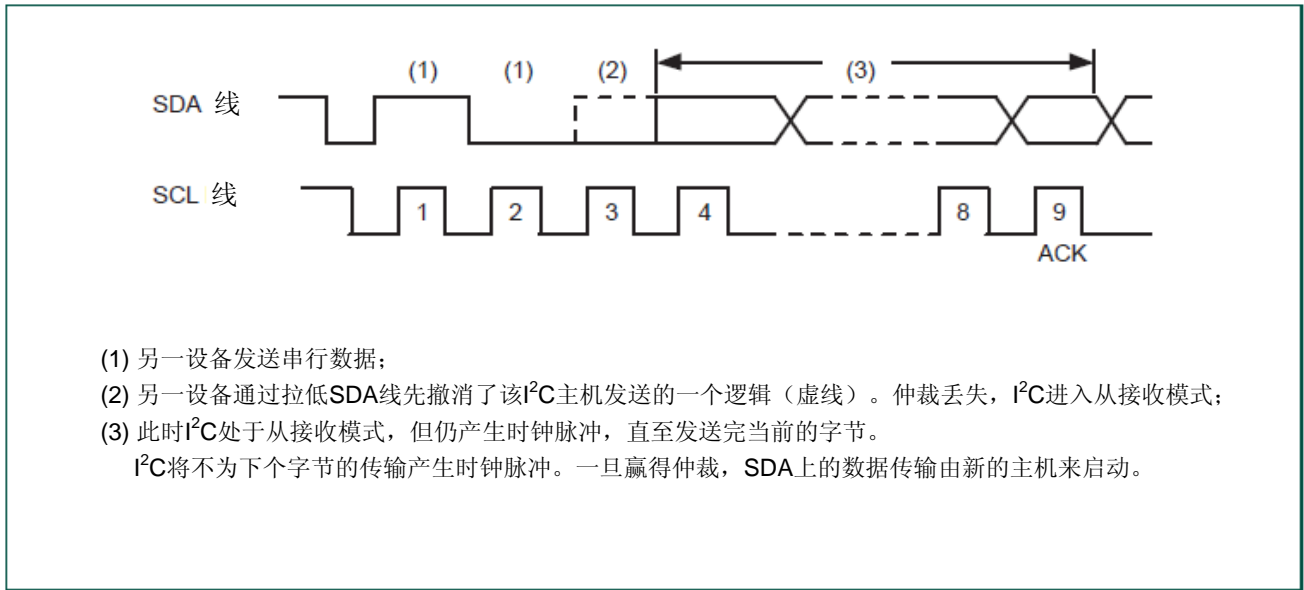 (1) (1) (2) (3)
SDA 线
SCL 线
1 2 3 4 8 9
ACK
(1) 另一设备发送串行数据;
(2) 另一设备通过拉低SDA线先撤消了该I²C主机发送的一个逻辑（虚线）。仲裁丢失，I²C进入从接收模式;
(3) 此时I²C处于从接收模式，但仍产生时钟脉冲，直至发送完当前的字节。
I²C将不为下个字节的传输产生时钟脉冲。一旦赢得仲裁，SDA上的数据传输由新的主机来启动。